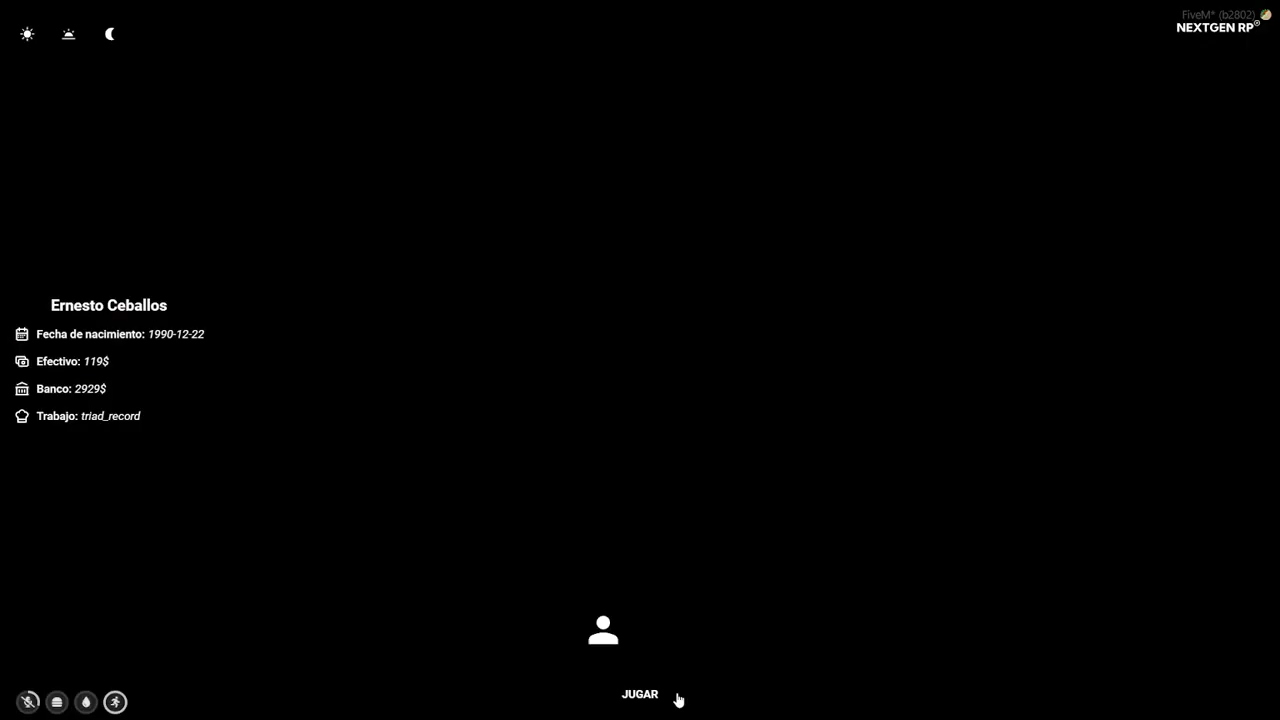 FiveM* (b2802)
NEXTGEN RP®
Ernesto Ceballos
Fecha de nacimiento: 1990-12-22
Efectivo: 119$
Banco: 2929$
Trabajo: triad_record
JUGAR